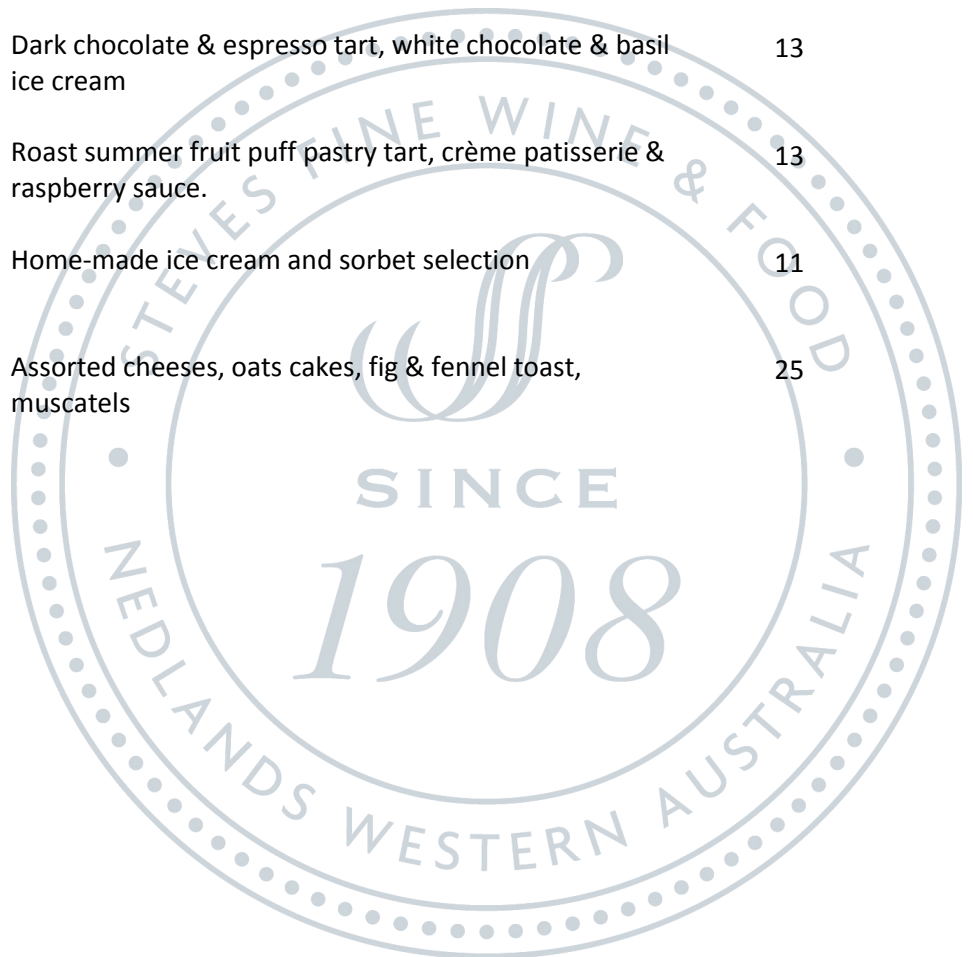 Dark chocolate & espresso tart, white chocolate & basil 13
ice cream
Roast summer fruit puff pastry tart, crème patisserie & 13
raspberry sauce.
Home-made ice cream and sorbet selection 11
Assorted cheeses, oats cakes, fig & fennel toast, 25
muscatels
STEVES FINE WINE & FOOD
SINCE
1908
NEDLANDS WESTERN AUSTRALIA